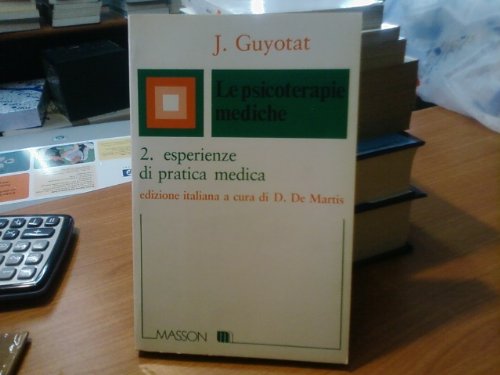 J. Guyotat
Le psicoterapie
mediche
2. esperienze
di pratica medica
edizione italiana a cura di D. De Martis
MASSON